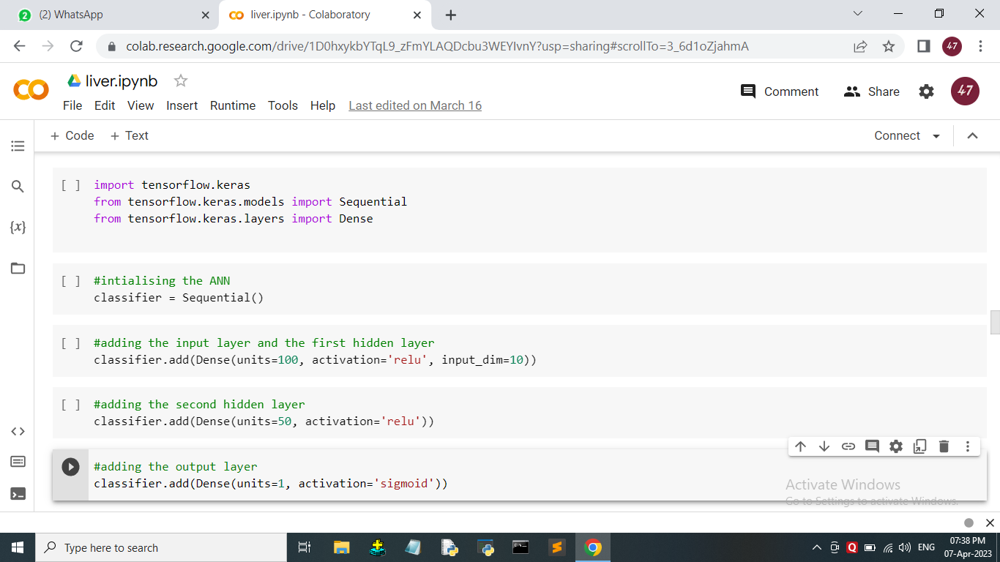 2 (2) WhatsApp
liver.ipynb - Colaboratory
colab.research.google.com/drive/1D0hxykbYTqL9_zFmYLAQDcbu3WEYIvnY?usp=sharing#scrollTo=3_6d1oZjahmA
47
liver.ipynb
File Edit View Insert Runtime Tools Help Last edited on March 16
Comment Share 47
+ Code + Text Connect
{x}
[ ] import tensorflow.keras
from tensorflow.keras.models import Sequential
from tensorflow.keras.layers import Dense
[ ] #intialising the ANN
classifier = Sequential()
[ ] #adding the input layer and the first hidden layer
classifier.add(Dense(units=100, activation='relu', input_dim=10))
[ ] #adding the second hidden layer
classifier.add(Dense(units=50, activation='relu'))
#adding the output layer
classifier.add(Dense(units=1, activation='sigmoid'))
Activate Windows
Go to Settings to activate Windows.
Type here to search
Q
ENG
07:38 PM
07-Apr-2023